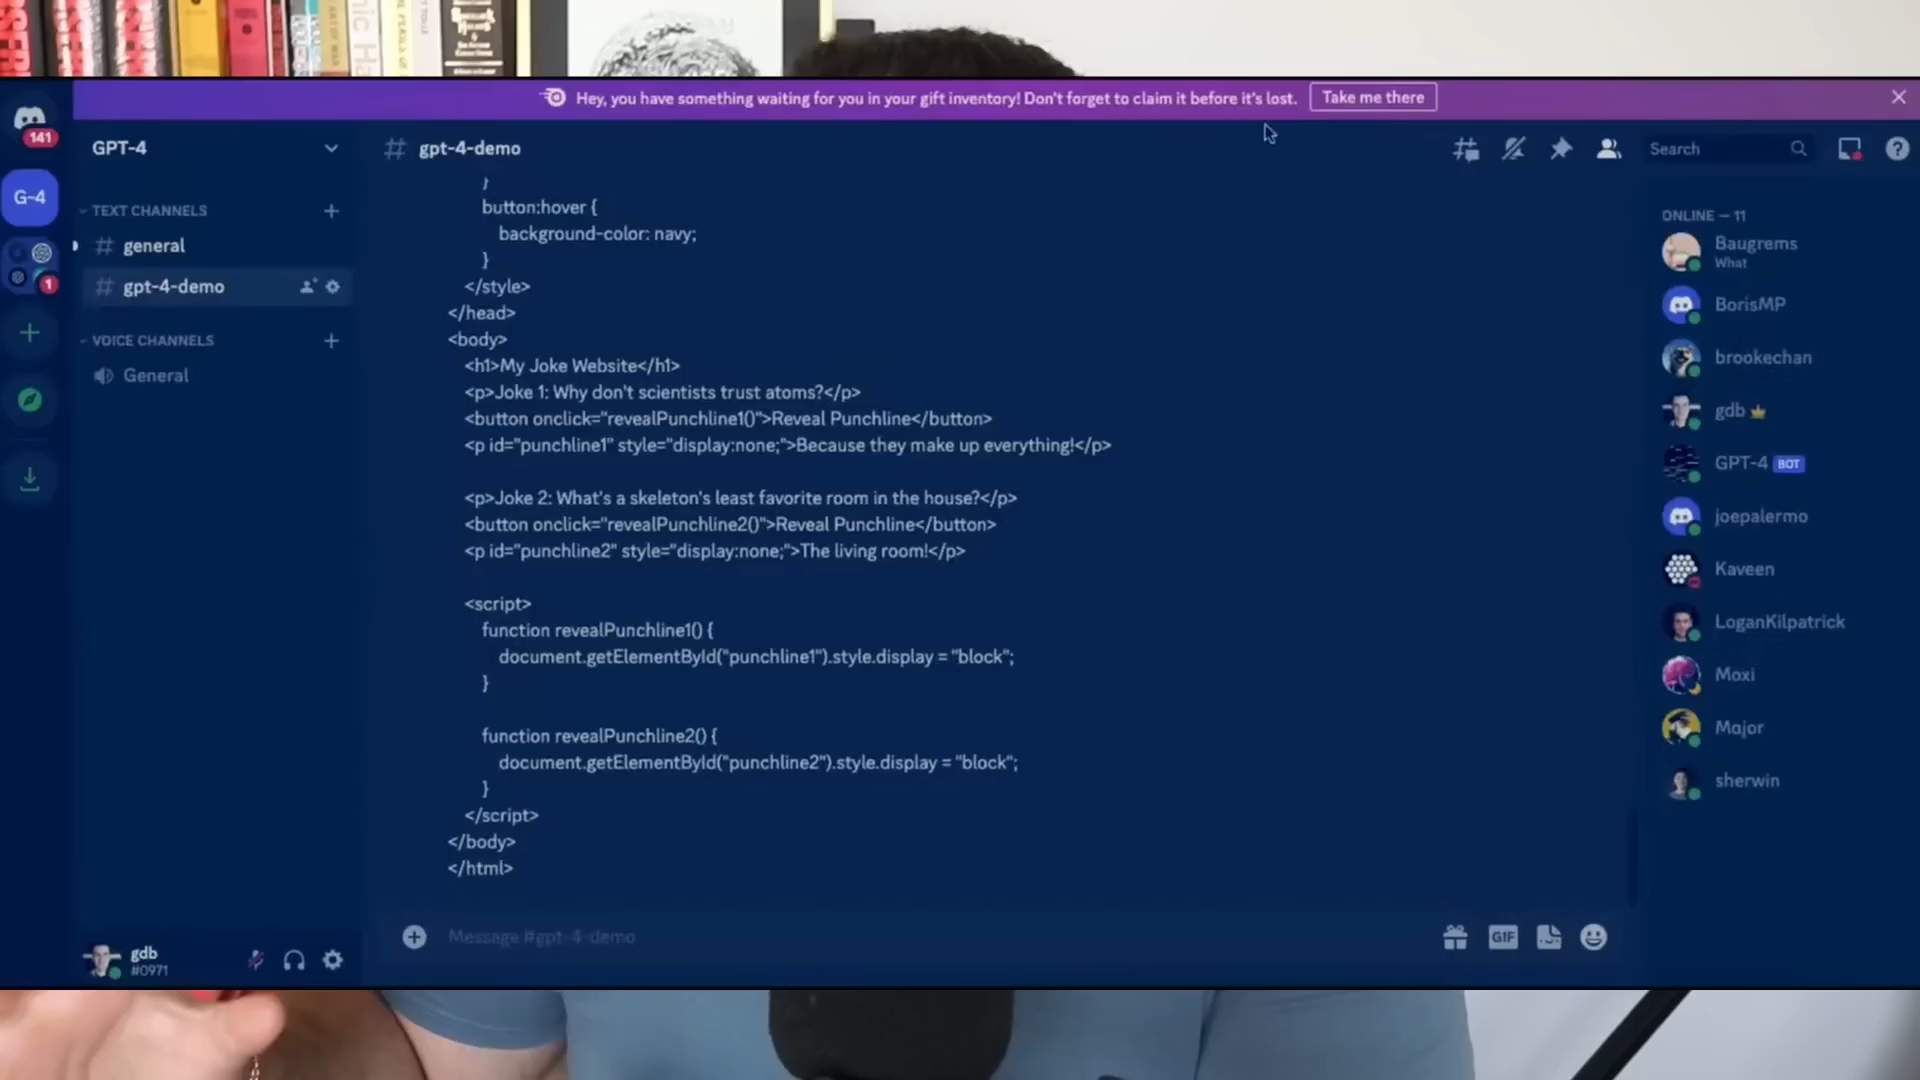 Hey, you have something waiting for you in your gift inventory! Don't forget to claim it before it's lost.
Take me there
141
GPT-4
# gpt-4-demo
Search
G-4
TEXT CHANNELS
# general
1
# gpt-4-demo
VOICE CHANNELS
General
}
button:hover {
background-color: navy;
}
</style>
</head>
<body>
<h1>My Joke Website</h1>
<p>Joke 1: Why don't scientists trust atoms?</p>
<button onclick="revealPunchline1()">Reveal Punchline</button>
<p id="punchline1" style="display:none;">Because they make up everything!</p>
<p>Joke 2: What's a skeleton's least favorite room in the house?</p>
<button onclick="revealPunchline2()">Reveal Punchline</button>
<p id="punchline2" style="display:none;">The living room!</p>
<script>
function revealPunchline1() {
document.getElementById("punchline1").style.display = "block";
}
function revealPunchline2() {
document.getElementById("punchline2").style.display = "block";
}
</script>
</body>
</html>
Message #gpt-4-demo
GIF
gdb
#0971
ONLINE — 11
Baugrems
What
BorisMP
brookechan
gdb
GPT-4 BOT
joepalermo
Kaveen
LoganKilpatrick
Moxi
Major
sherwin